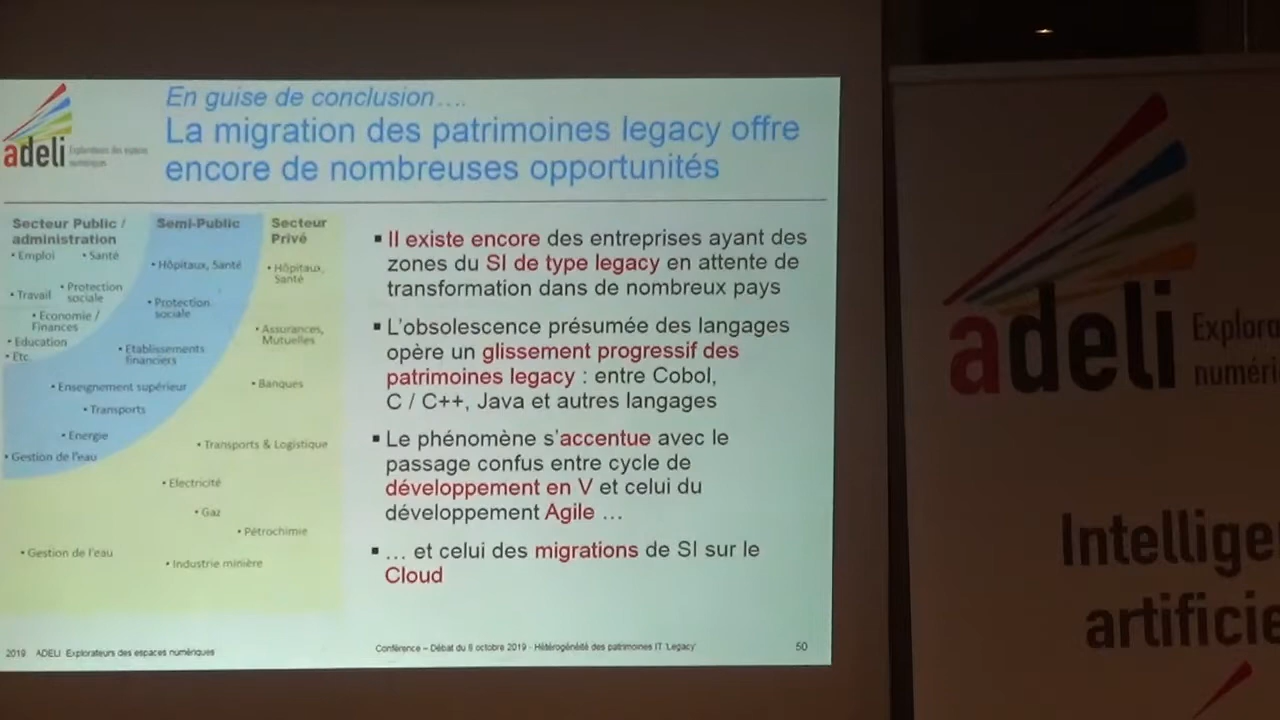 En guise de conclusion….
La migration des patrimoines legacy offre
encore de nombreuses opportunités
adeli
Explorateurs des espaces
numériques
Secteur Public /
administration
• Emploi
• Santé
• Travail
• Protection
sociale
• Economie /
Finances
• Education
• Etc.
Semi-Public
• Hôpitaux, Santé
• Protection
sociale
• Etablissements
financiers
• Enseignement supérieur
• Transports
• Energie
• Gestion de l'eau
Secteur
Privé
• Hôpitaux,
Santé
• Assurances,
Mutuelles
• Banques
• Transports & Logistique
• Electricité
• Gaz
• Pétrochimie
• Gestion de l'eau
• Industrie minière
▪ Il existe encore des entreprises ayant des
zones du SI de type legacy en attente de
transformation dans de nombreux pays
▪ L'obsolescence présumée des langages
opère un glissement progressif des
patrimoines legacy : entre Cobol,
C / C++, Java et autres langages
▪ Le phénomène s'accentue avec le
passage confus entre cycle de
développement en V et celui du
développement Agile …
▪ … et celui des migrations de SI sur le
Cloud
2019 ADELI Explorateurs des espaces numériques
Conférence – Débat du 8 octobre 2019 - Hétérogénéité des patrimoines IT 'Legacy'
50
adeli
Explora
numéri
Intellige
artificie